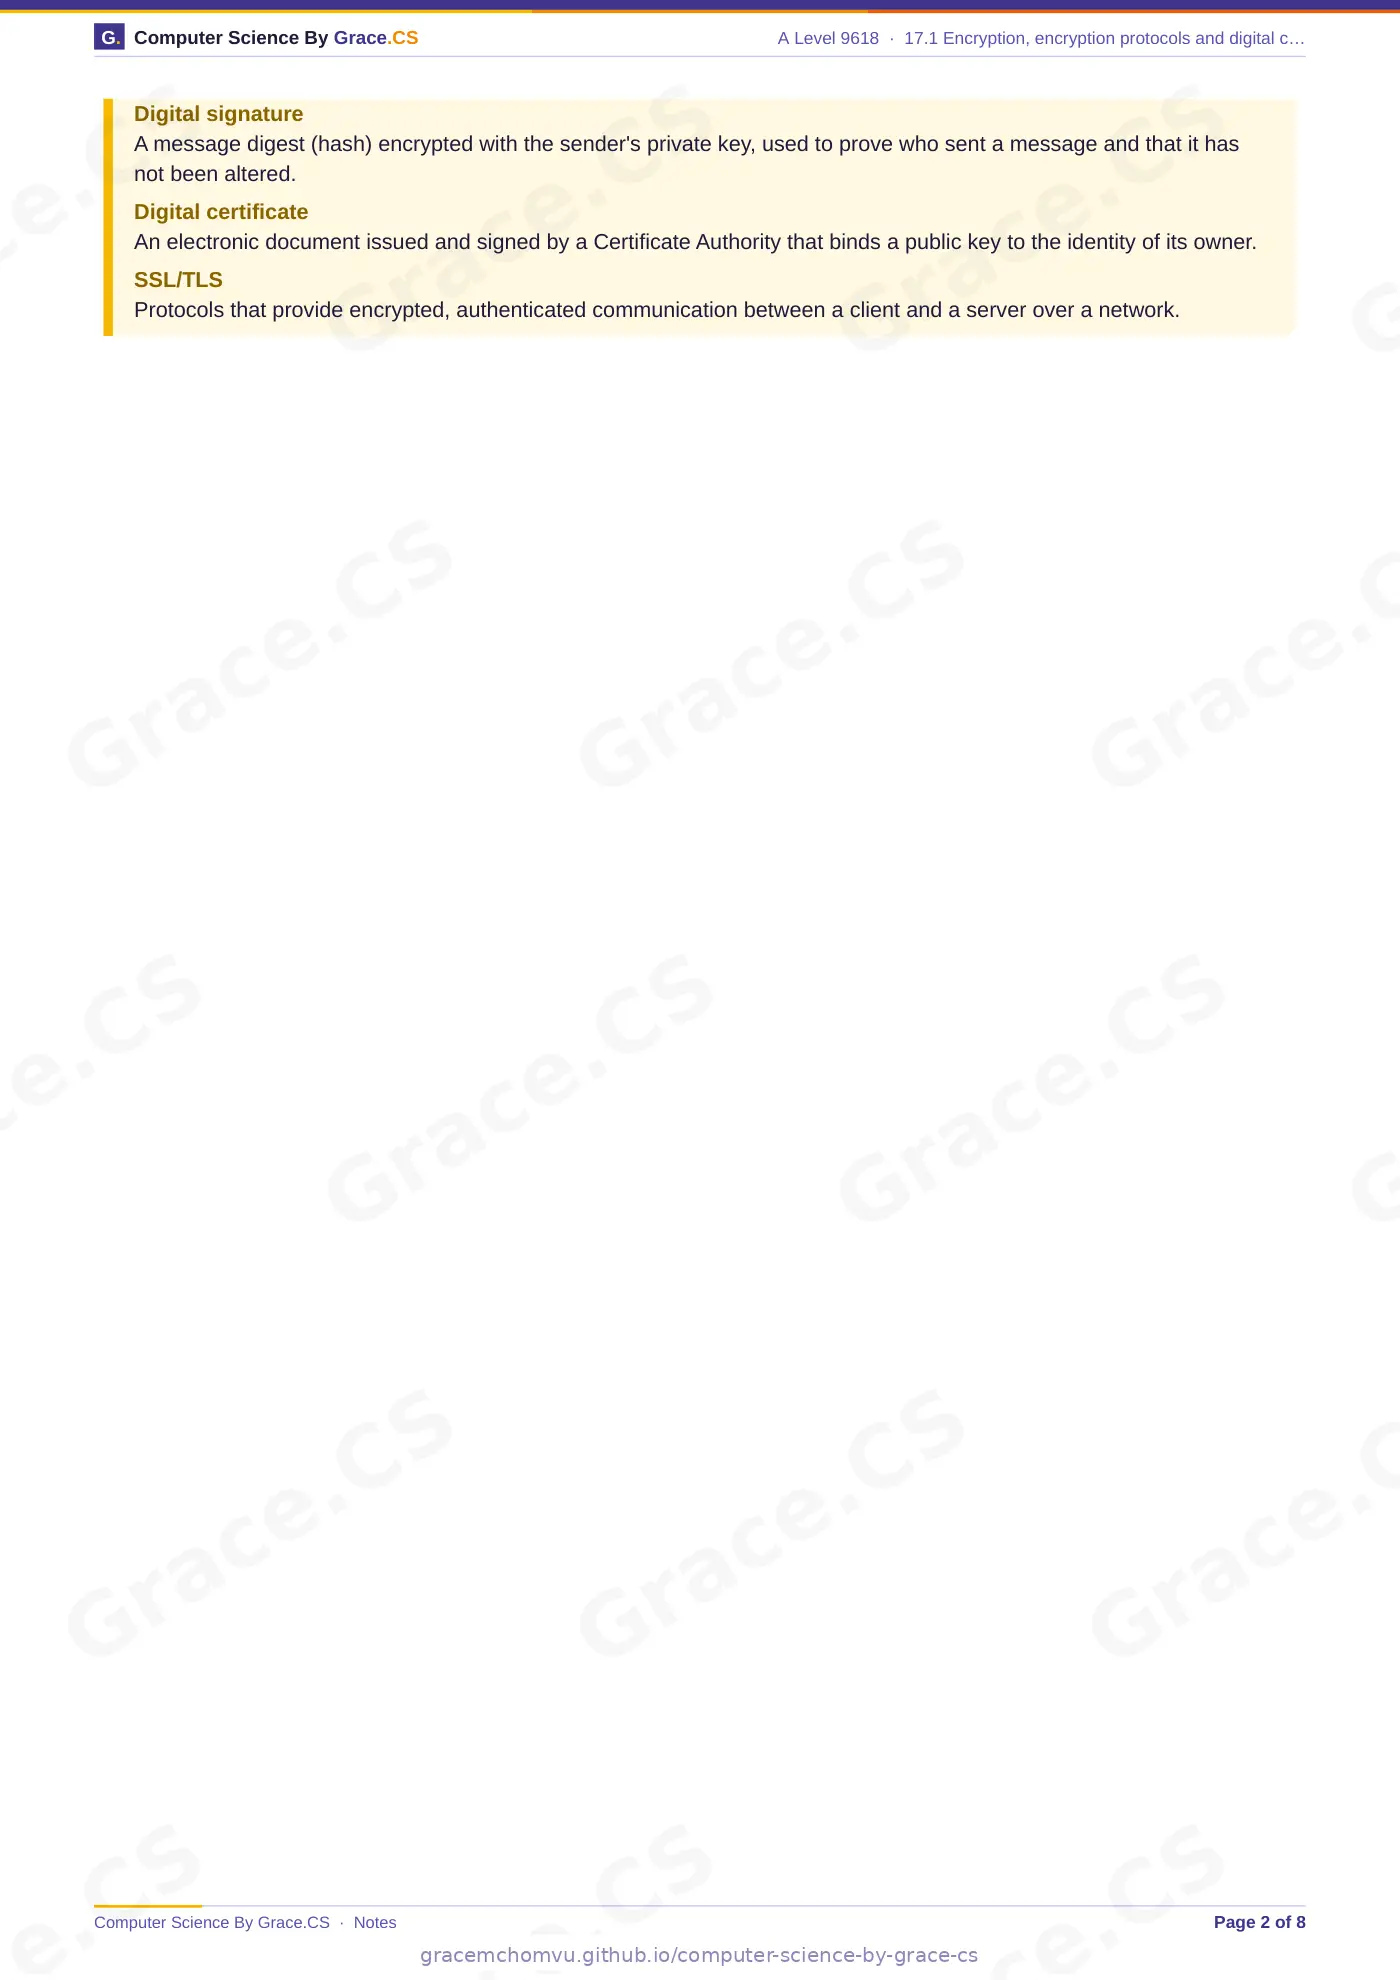 G. Computer Science By Grace.CS
A Level 9618 · 17.1 Encryption, encryption protocols and digital c…
Digital signature
A message digest (hash) encrypted with the sender's private key, used to prove who sent a message and that it has
not been altered.
Digital certificate
An electronic document issued and signed by a Certificate Authority that binds a public key to the identity of its owner.
SSL/TLS
Protocols that provide encrypted, authenticated communication between a client and a server over a network.
Computer Science By Grace.CS · Notes
Page 2 of 8
gracemchomvu.github.io/computer-science-by-grace-cs